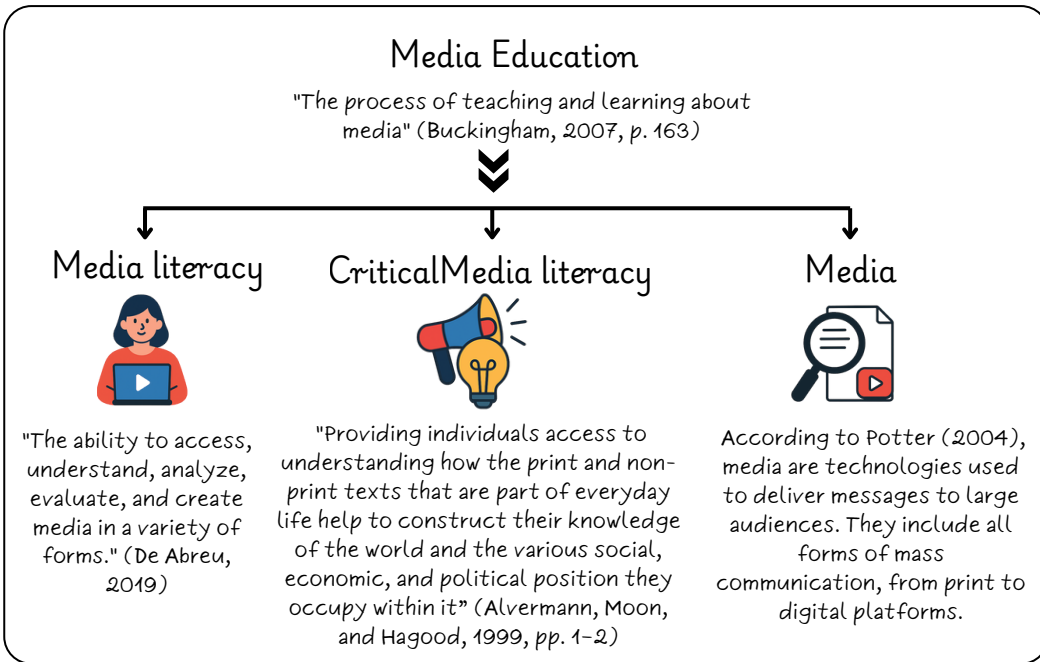 Media Education
"The process of teaching and learning about
media" (Buckingham, 2007, p. 163)
Media literacy
"The ability to access,
understand, analyze,
evaluate, and create
media in a variety of
forms." (De Abreu,
2019)
CriticalMedia literacy
"Providing individuals access to
understanding how the print and non-
print texts that are part of everyday
life help to construct their knowledge
of the world and the various social,
economic, and political position they
occupy within it” (Alvermann, Moon,
and Hagood, 1999, pp. 1-2)
Media
According to Potter (2004),
media are technologies used
to deliver messages to large
audiences. They include all
forms of mass
communication, from print to
digital platforms.